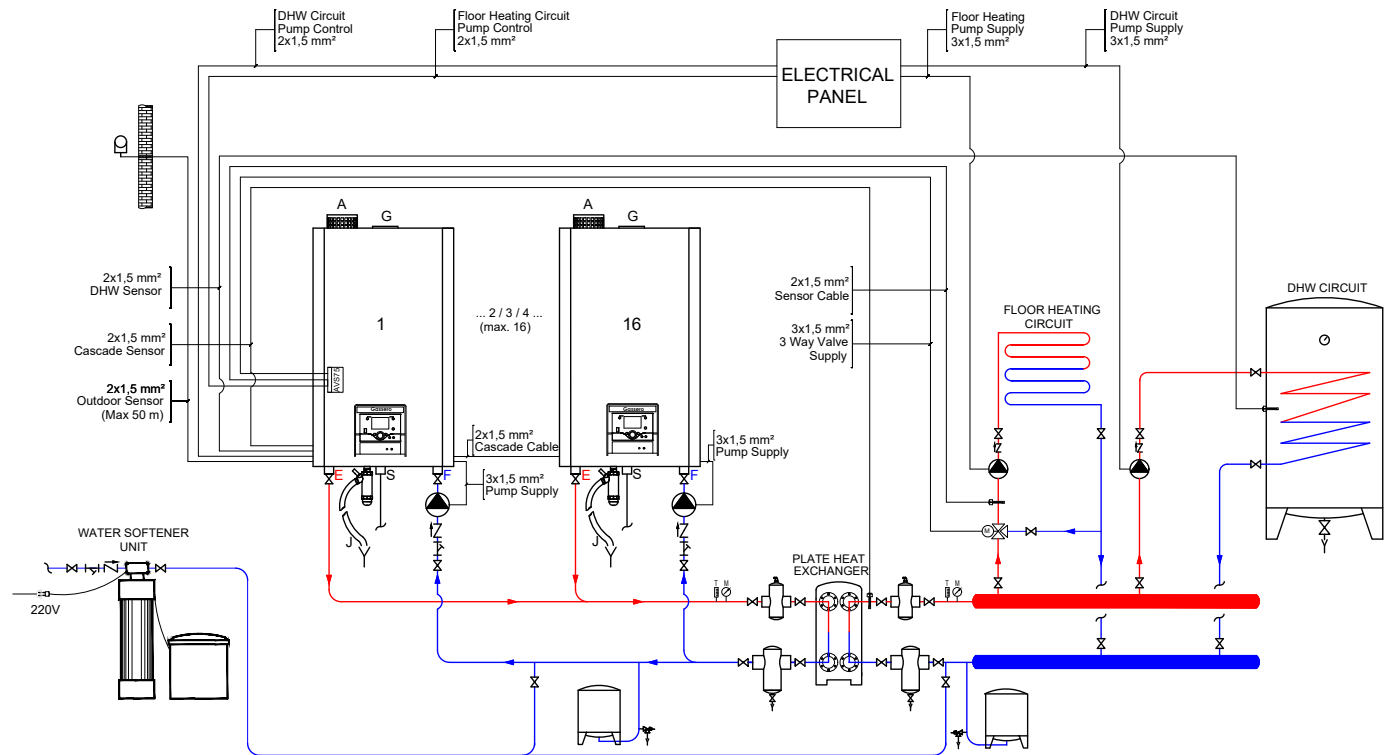 DHW Circuit
Pump Control
2x1,5 mm²
Floor Heating Circuit
Pump Control
2x1,5 mm²
Floor Heating
Pump Supply
3x1,5 mm²
DHW Circuit
Pump Supply
3x1,5 mm²
ELECTRICAL
PANEL
A
G
A
G
2x1,5 mm²
DHW Sensor
2x1,5 mm²
Cascade Sensor
2x1,5 mm²
Outdoor Sensor
(Max 50 m)
1
... 2 / 3 / 4 ...
(max. 16)
16
2x1,5 mm²
Sensor Cable
3x1,5 mm²
3 Way Valve
Supply
FLOOR HEATING
CIRCUIT
DHW CIRCUIT
AVS75
Gassero
Gassero
2x1,5 mm²
Cascade Cable
3x1,5 mm²
Pump Supply
3x1,5 mm²
Pump Supply
E
S
F
E
S
F
J
J
M
WATER SOFTENER
UNIT
220V
PLATE HEAT
EXCHANGER
T
M
T
M